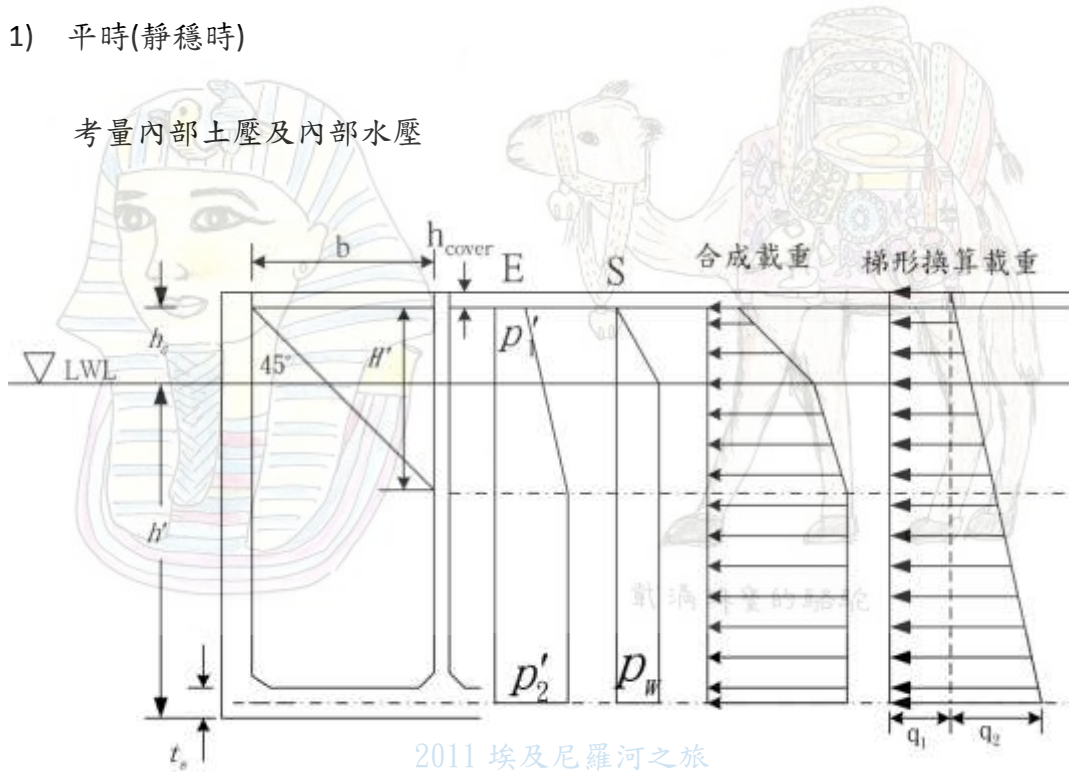 1) 平時(靜穩時)
考量內部土壓及內部水壓
b
h_cover
E
S
合成載重
梯形換算載重
p'_1
h_c
45°
H'
LWL
h'
載滿
的駱駝
p'_2
p_w
q_1
q_2
t_s
2011 埃及尼羅河之旅